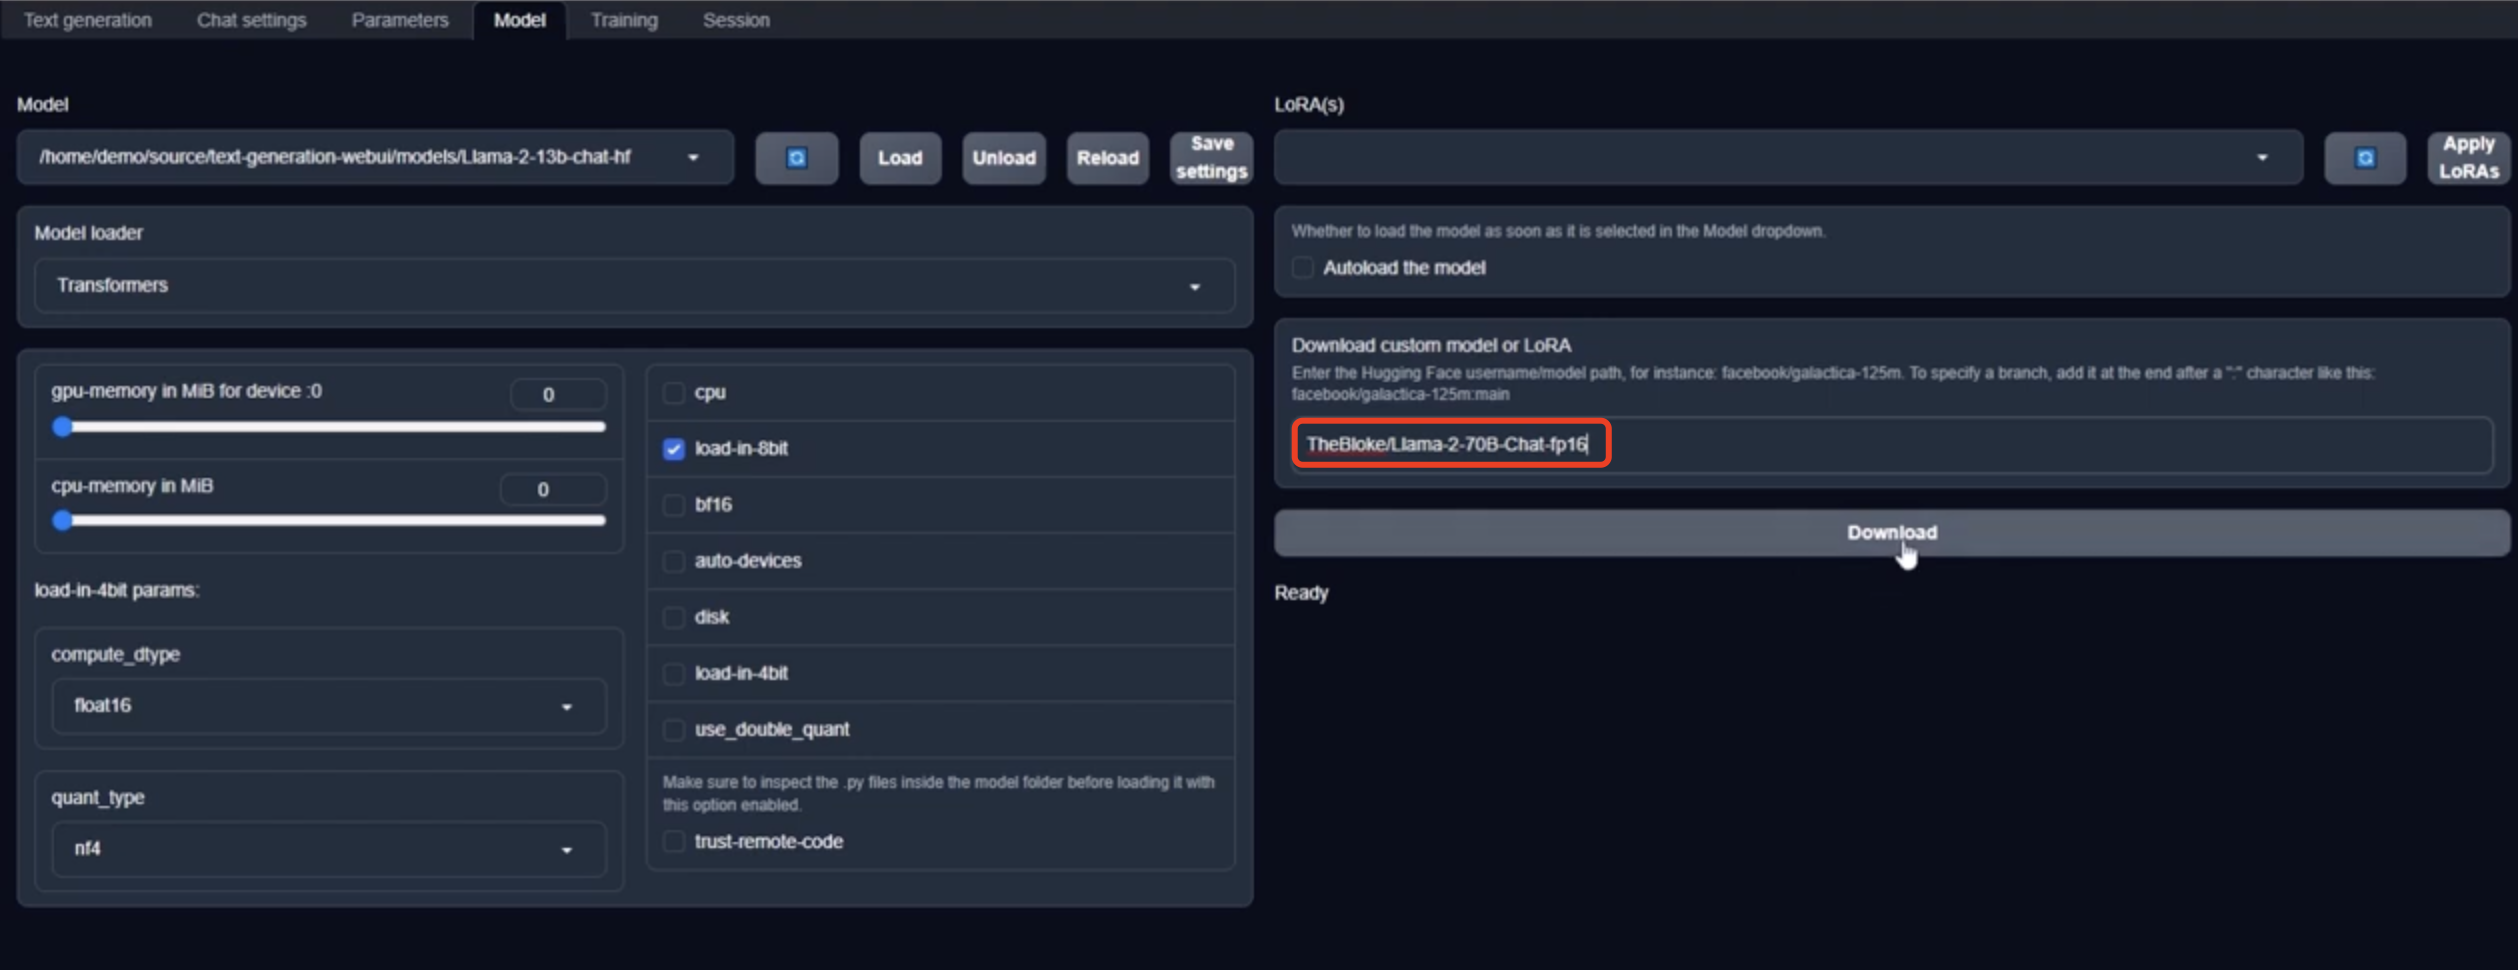 Text generation
Chat settings
Parameters
Model
Training
Session
Model
/home/demo/source/text-generation-webui/models/Llama-2-13b-chat-hf
Load
Unload
Reload
Save
settings
Model loader
Transformers
gpu-memory in MiB for device :0
0
cpu-memory in MiB
0
load-in-4bit params:
compute_dtype
float16
quant_type
nf4
cpu
load-in-8bit
bf16
auto-devices
disk
load-in-4bit
use_double_quant
Make sure to inspect the .py files inside the model folder before loading it with
this option enabled.
trust-remote-code
LoRA(s)
Apply
LoRAs
Whether to load the model as soon as it is selected in the Model dropdown.
Autoload the model
Download custom model or LoRA
Enter the Hugging Face username/model path, for instance: facebook/galactica-125m. To specify a branch, add it at the end after a ":" character like this:
facebook/galactica-125m:main
TheBloke/Llama-2-70B-Chat-fp16
Download
Ready